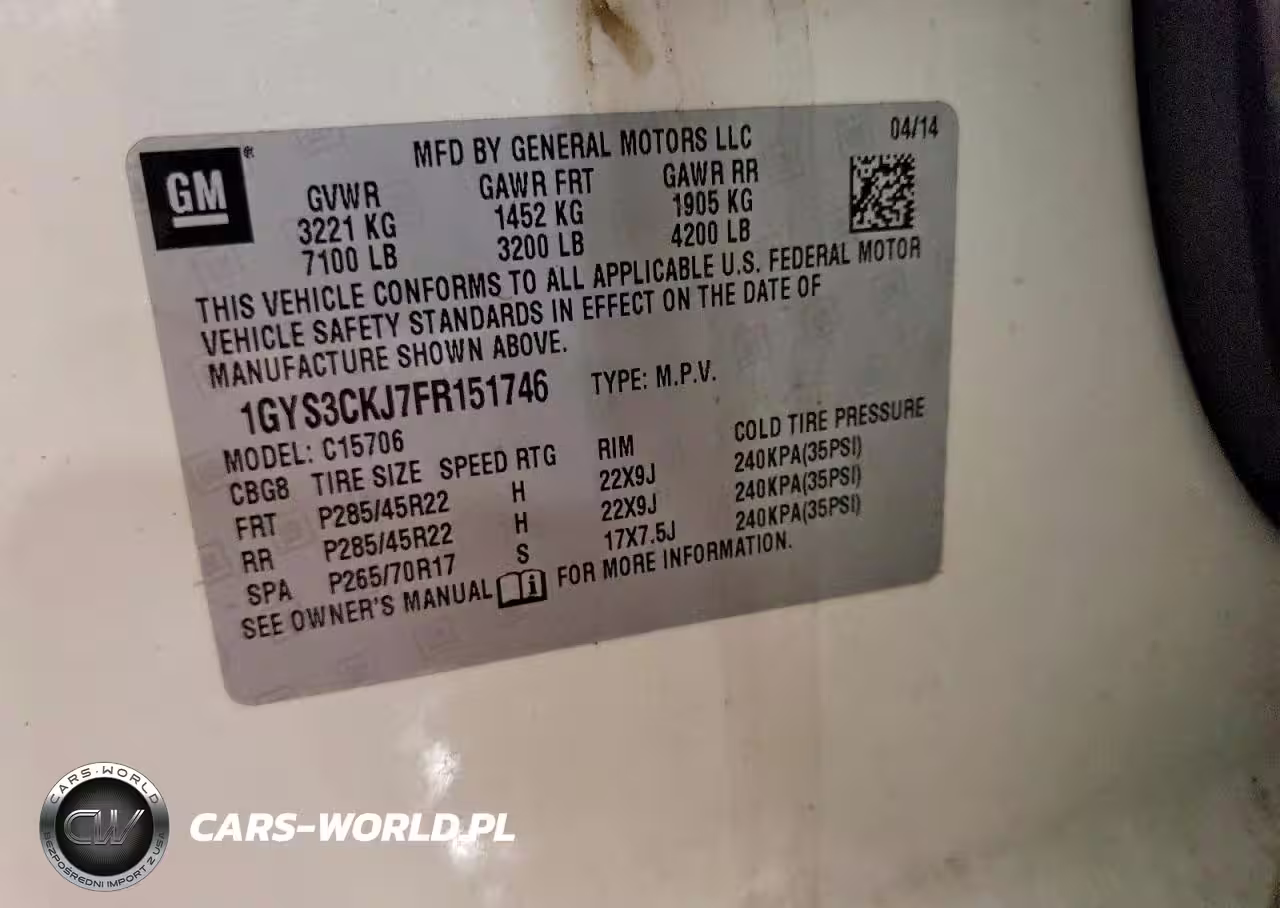 GM
MFD BY GENERAL MOTORS LLC
04/14
GVWR GAWR FRT GAWR RR
3221 KG 1452 KG 1905 KG
7100 LB 3200 LB 4200 LB
THIS VEHICLE CONFORMS TO ALL APPLICABLE U.S. FEDERAL MOTOR
VEHICLE SAFETY STANDARDS IN EFFECT ON THE DATE OF
MANUFACTURE SHOWN ABOVE.
1GYS3CKJ7FR151746 TYPE: M.P.V.
MODEL: C15706
CBG8 TIRE SIZE SPEED RTG RIM COLD TIRE PRESSURE
FRT P285/45R22 H 22X9J 240KPA(35PSI)
RR P285/45R22 H 22X9J 240KPA(35PSI)
SPA P265/70R17 S 17X7.5J 240KPA(35PSI)
SEE OWNER'S MANUAL FOR MORE INFORMATION.
CARS-WORLD
CW
BEZPOŚREDNI IMPORT Z USA
CARS-WORLD.PL